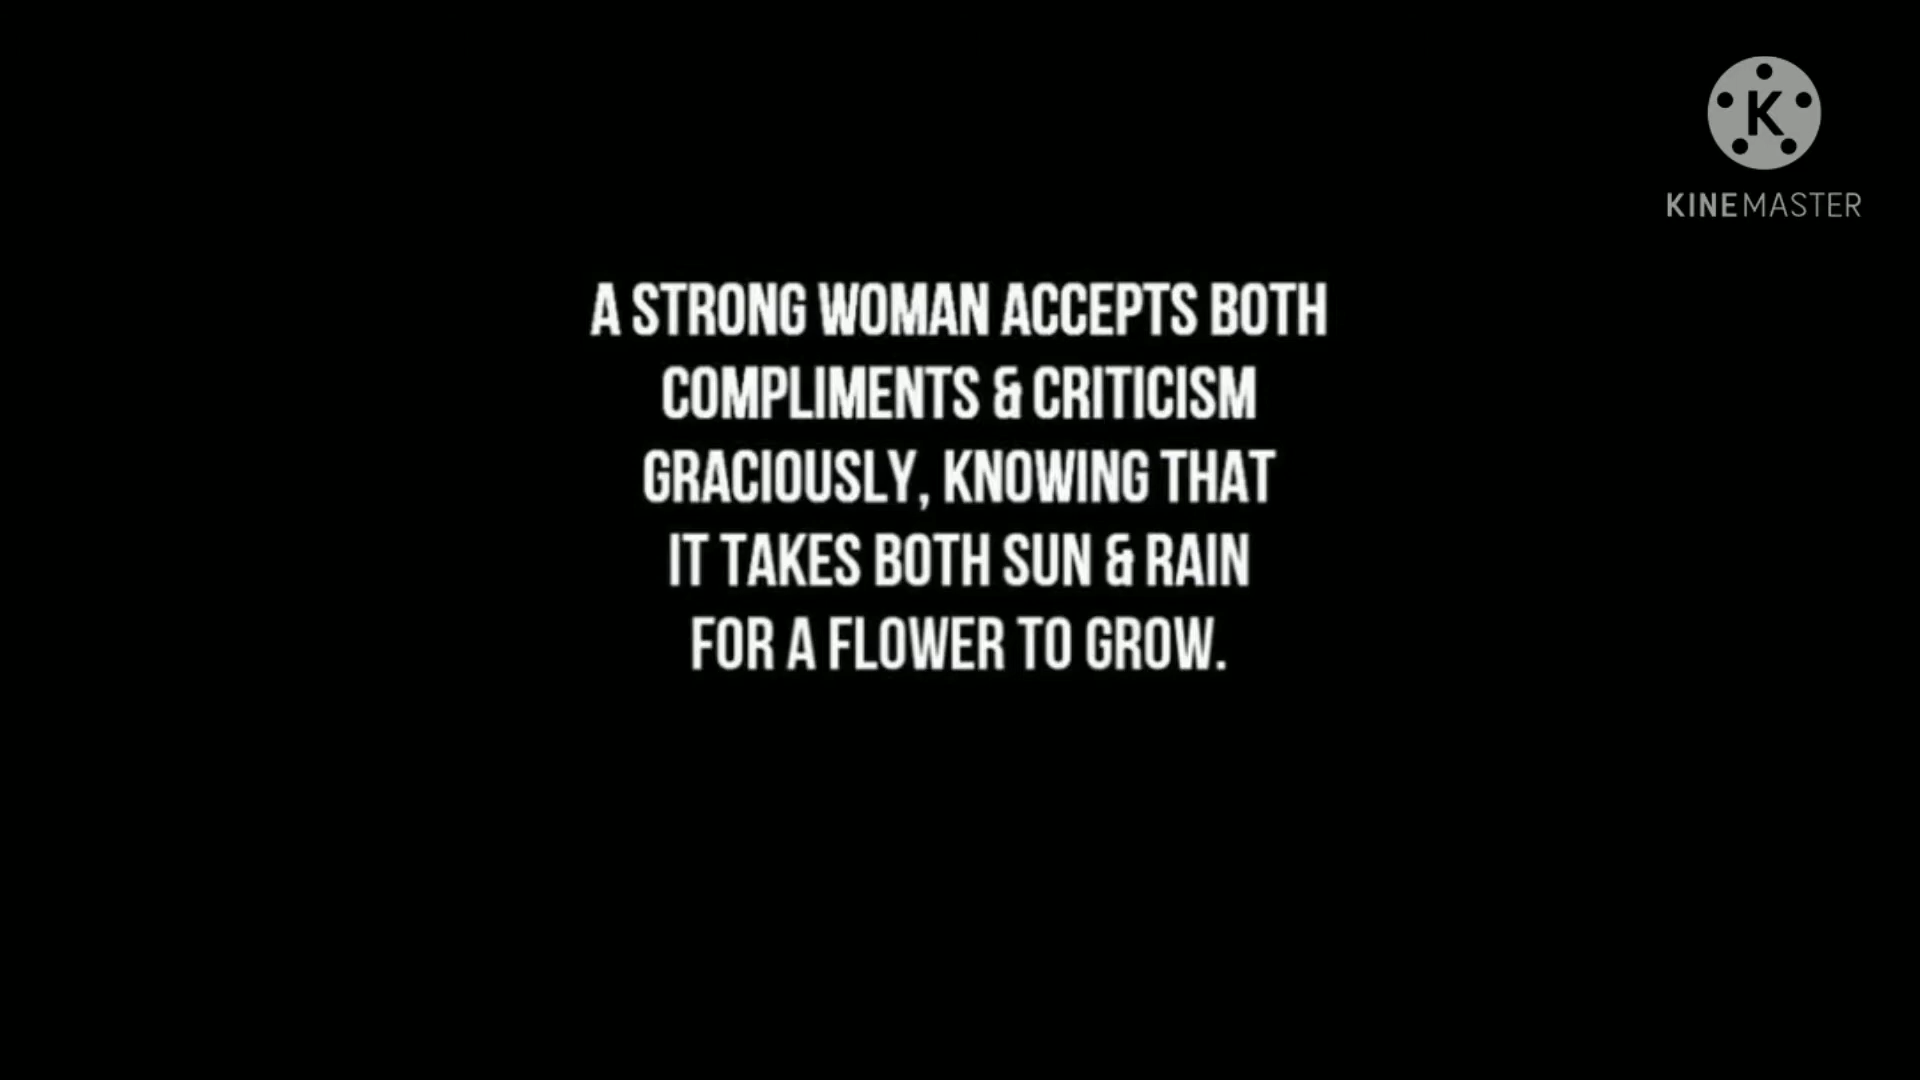 K
KINEMASTER
A STRONG WOMAN ACCEPTS BOTH
COMPLIMENTS & CRITICISM
GRACIOUSLY, KNOWING THAT
IT TAKES BOTH SUN & RAIN
FOR A FLOWER TO GROW.